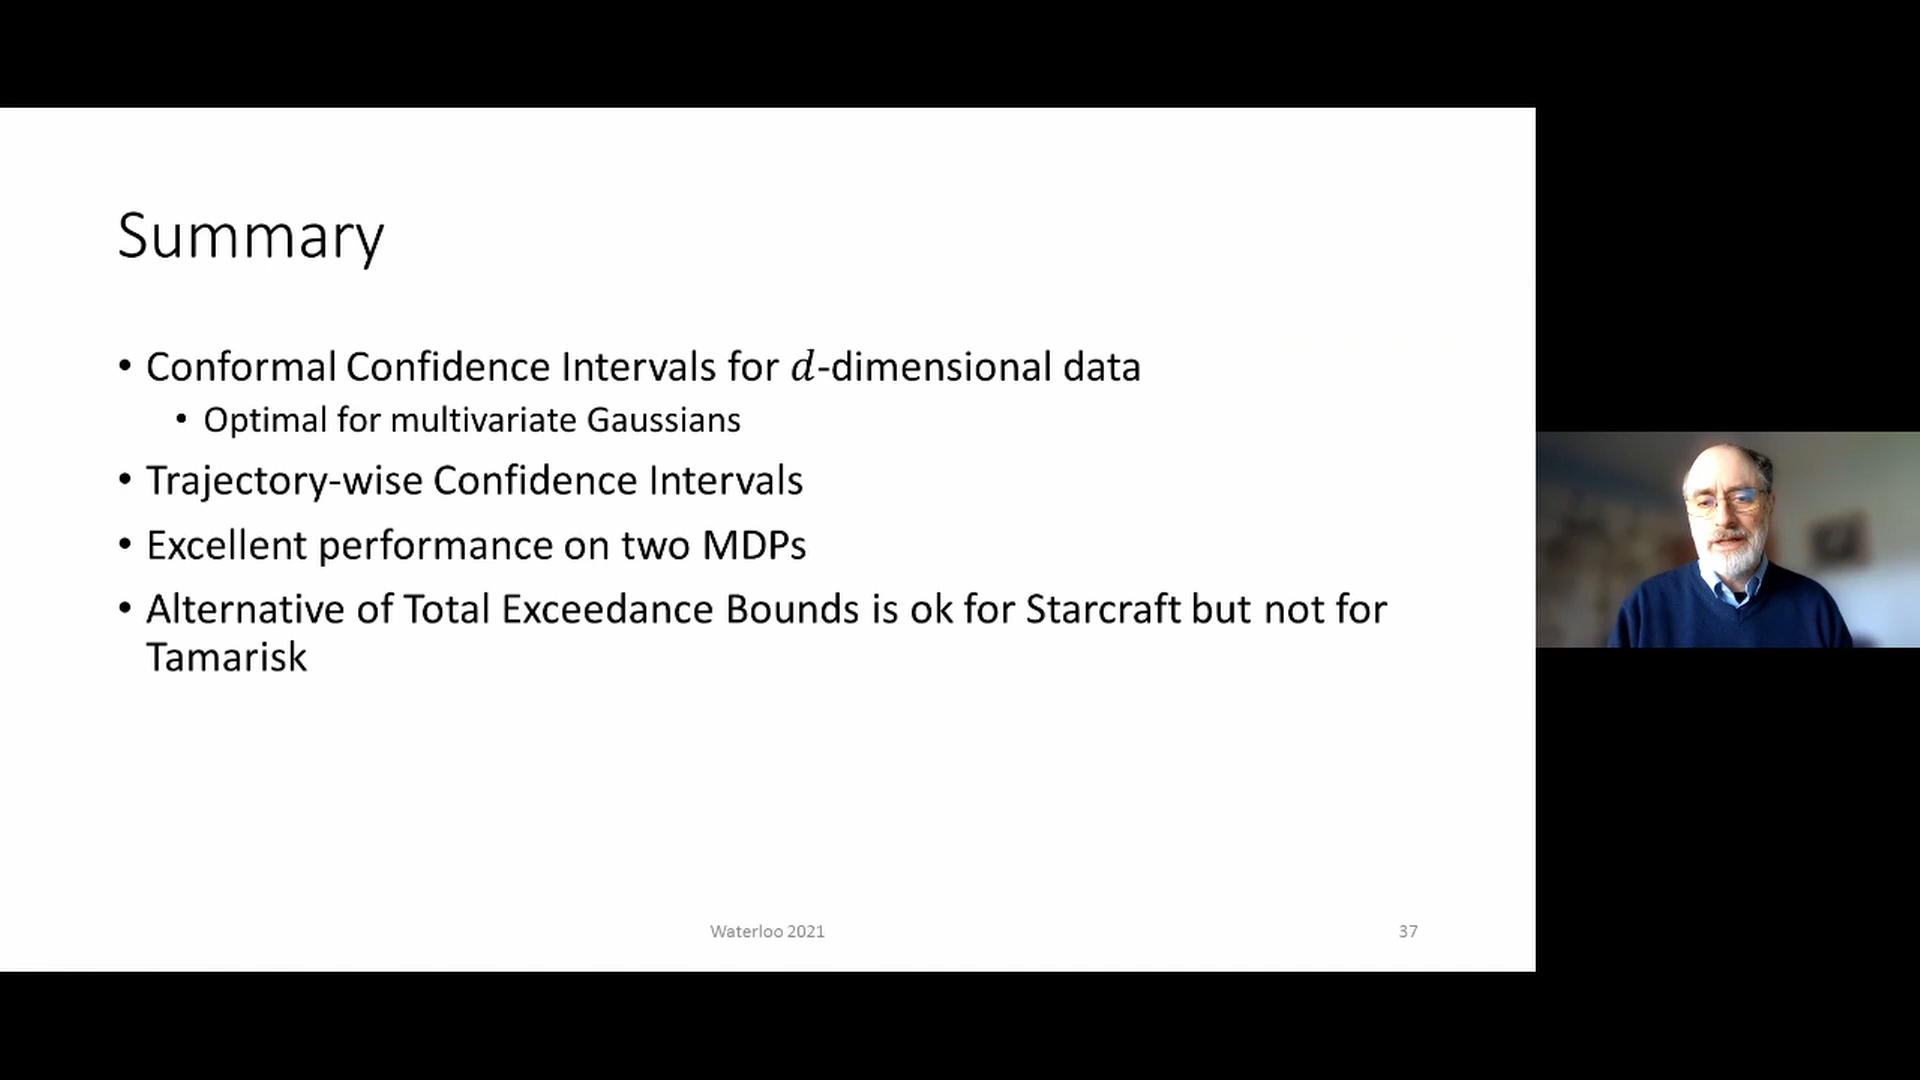 Summary
• Conformal Confidence Intervals for d-dimensional data
• Optimal for multivariate Gaussians
• Trajectory-wise Confidence Intervals
• Excellent performance on two MDPs
• Alternative of Total Exceedance Bounds is ok for Starcraft but not for
Tamarisk
Waterloo 2021
37